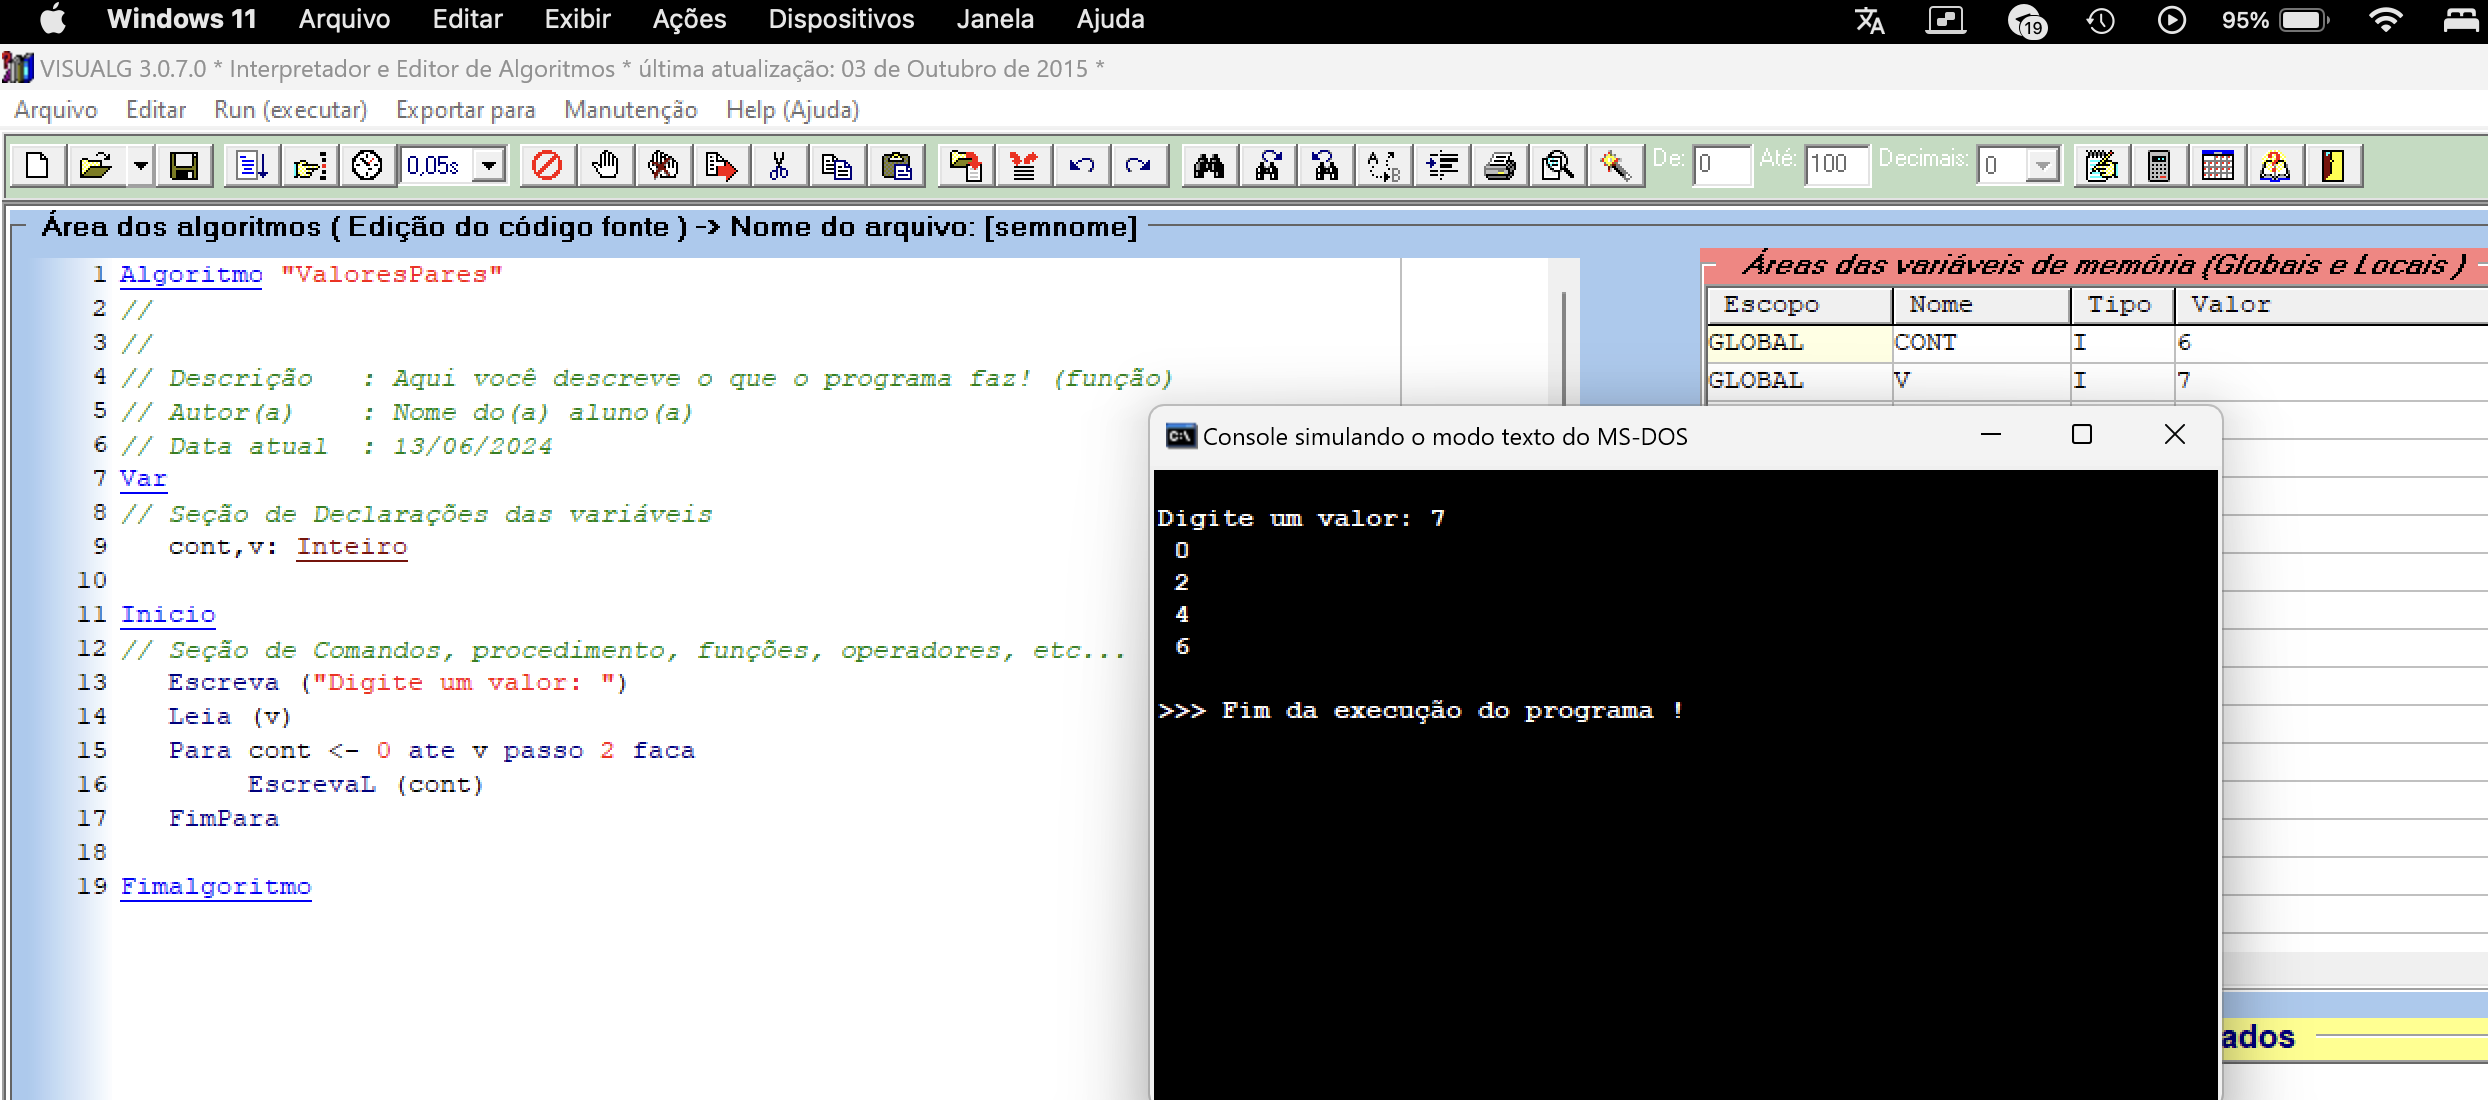 Windows 11 Arquivo Editar Exibir Ações Dispositivos Janela Ajuda 19 95%
VISUALG 3.0.7.0 * Interpretador e Editor de Algoritmos * última atualização: 03 de Outubro de 2015 *
Arquivo Editar Run (executar) Exportar para Manutenção Help (Ajuda)
0,05s De: 0 Até: 100 Decimais: 0
Área dos algoritmos ( Edição do código fonte ) -> Nome do arquivo: [semnome]
1 Algoritmo "ValoresPares"
2 //
3 //
4 // Descrição : Aqui você descreve o que o programa faz! (função)
5 // Autor(a) : Nome do(a) aluno(a)
6 // Data atual : 13/06/2024
7 Var
8 // Seção de Declarações das variáveis
9 cont,v: Inteiro
10
11 Inicio
12 // Seção de Comandos, procedimento, funções, operadores, etc...
13 Escreva ("Digite um valor: ")
14 Leia (v)
15 Para cont <- 0 ate v passo 2 faca
16 EscrevaL (cont)
17 FimPara
18
19 Fimalgoritmo
Áreas das variáveis de memória (Globais e Locais )
Escopo Nome Tipo Valor
GLOBAL CONT I 6
GLOBAL V I 7
C:\ Console simulando o modo texto do MS-DOS
Digite um valor: 7
0
2
4
6
>>> Fim da execução do programa !
ados